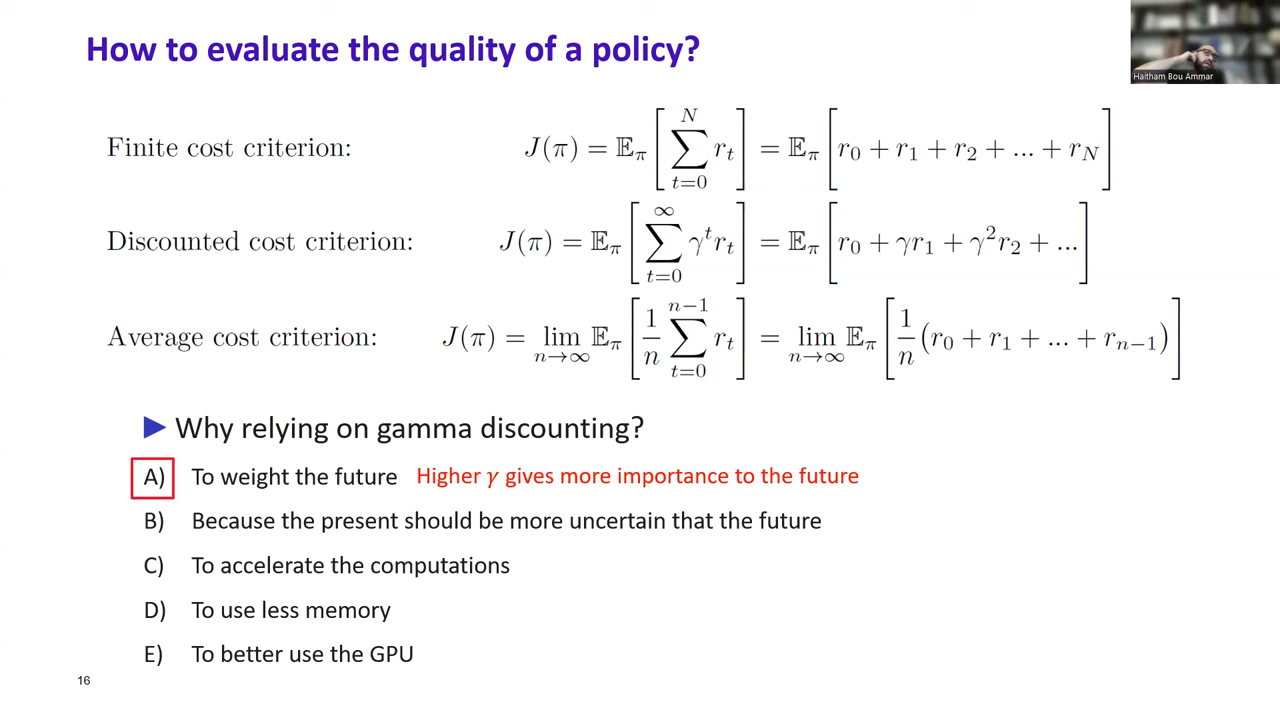 How to evaluate the quality of a policy?
Haitham Bou Ammar
Finite cost criterion: J(π) = 𝔼_π [ ∑_{t=0}^{N} r_t ] = 𝔼_π [ r_0 + r_1 + r_2 + ... + r_N ]
Discounted cost criterion: J(π) = 𝔼_π [ ∑_{t=0}^{∞} γ^t r_t ] = 𝔼_π [ r_0 + γr_1 + γ^2 r_2 + ... ]
Average cost criterion: J(π) = lim_{n→∞} 𝔼_π [ 1/n ∑_{t=0}^{n−1} r_t ] = lim_{n→∞} 𝔼_π [ 1/n (r_0 + r_1 + ... + r_{n−1}) ]
▶ Why relying on gamma discounting?
A) To weight the future Higher γ gives more importance to the future
B) Because the present should be more uncertain that the future
C) To accelerate the computations
D) To use less memory
E) To better use the GPU
16